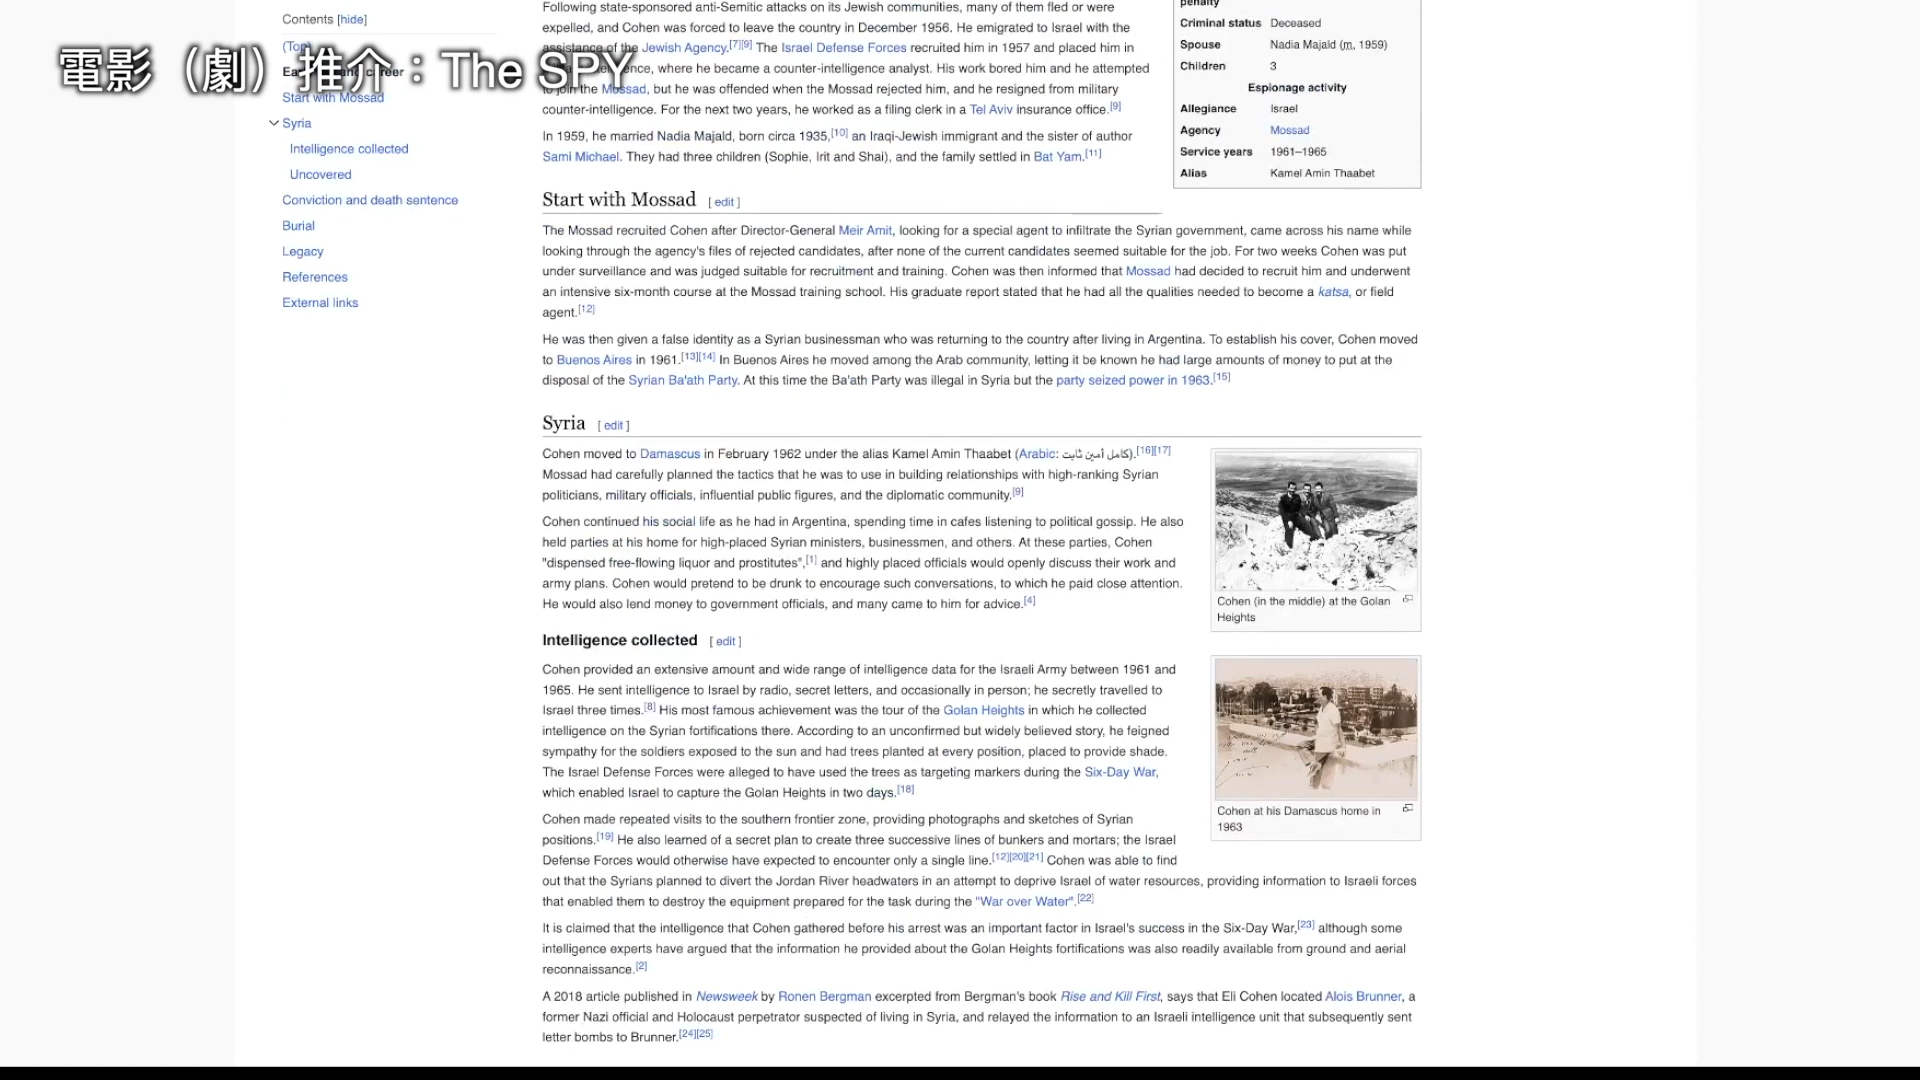 電影（劇）推介：The SPY
Contents [hide]
(Top)
Start with Mossad
Syria
Intelligence collected
Uncovered
Conviction and death sentence
Burial
Legacy
References
External links
Following state-sponsored anti-Semitic attacks on its Jewish communities, many of them fled or were
expelled, and Cohen was forced to leave the country in December 1956. He emigrated to Israel with the
assistance of the Jewish Agency.[7][9] The Israel Defense Forces recruited him in 1957 and placed him in
where he became a counter-intelligence analyst. His work bored him and he attempted
to join the Mossad, but he was offended when the Mossad rejected him, and he resigned from military
counter-intelligence. For the next two years, he worked as a filing clerk in a Tel Aviv insurance office.[9]
In 1959, he married Nadia Majald, born circa 1935,[10] an Iraqi-Jewish immigrant and the sister of author
Sami Michael. They had three children (Sophie, Irit and Shai), and the family settled in Bat Yam.[11]
penalty
Criminal status Deceased
Spouse Nadia Majald (m. 1959)
Children 3
Espionage activity
Allegiance Israel
Agency Mossad
Service years 1961–1965
Alias Kamel Amin Thaabet
Start with Mossad [ edit ]
The Mossad recruited Cohen after Director-General Meir Amit, looking for a special agent to infiltrate the Syrian government, came across his name while
looking through the agency's files of rejected candidates, after none of the current candidates seemed suitable for the job. For two weeks Cohen was put
under surveillance and was judged suitable for recruitment and training. Cohen was then informed that Mossad had decided to recruit him and underwent
an intensive six-month course at the Mossad training school. His graduate report stated that he had all the qualities needed to become a katsa, or field
agent.[12]
He was then given a false identity as a Syrian businessman who was returning to the country after living in Argentina. To establish his cover, Cohen moved
to Buenos Aires in 1961.[13][14] In Buenos Aires he moved among the Arab community, letting it be known he had large amounts of money to put at the
disposal of the Syrian Ba'ath Party. At this time the Ba'ath Party was illegal in Syria but the party seized power in 1963.[15]
Syria [ edit ]
Cohen moved to Damascus in February 1962 under the alias Kamel Amin Thaabet (Arabic: كامل أمين ثابت).[16][17]
Mossad had carefully planned the tactics that he was to use in building relationships with high-ranking Syrian
politicians, military officials, influential public figures, and the diplomatic community.[9]
Cohen continued his social life as he had in Argentina, spending time in cafes listening to political gossip. He also
held parties at his home for high-placed Syrian ministers, businessmen, and others. At these parties, Cohen
"dispensed free-flowing liquor and prostitutes",[1] and highly placed officials would openly discuss their work and
army plans. Cohen would pretend to be drunk to encourage such conversations, to which he paid close attention.
He would also lend money to government officials, and many came to him for advice.[4]
Cohen (in the middle) at the Golan
Heights
Intelligence collected [ edit ]
Cohen provided an extensive amount and wide range of intelligence data for the Israeli Army between 1961 and
1965. He sent intelligence to Israel by radio, secret letters, and occasionally in person; he secretly travelled to
Israel three times.[8] His most famous achievement was the tour of the Golan Heights in which he collected
intelligence on the Syrian fortifications there. According to an unconfirmed but widely believed story, he feigned
sympathy for the soldiers exposed to the sun and had trees planted at every position, placed to provide shade.
The Israel Defense Forces were alleged to have used the trees as targeting markers during the Six-Day War,
which enabled Israel to capture the Golan Heights in two days.[18]
Cohen at his Damascus home in
1963
Cohen made repeated visits to the southern frontier zone, providing photographs and sketches of Syrian
positions.[19] He also learned of a secret plan to create three successive lines of bunkers and mortars; the Israel
Defense Forces would otherwise have expected to encounter only a single line.[12][20][21] Cohen was able to find
out that the Syrians planned to divert the Jordan River headwaters in an attempt to deprive Israel of water resources, providing information to Israeli forces
that enabled them to destroy the equipment prepared for the task during the "War over Water".[22]
It is claimed that the intelligence that Cohen gathered before his arrest was an important factor in Israel's success in the Six-Day War,[23] although some
intelligence experts have argued that the information he provided about the Golan Heights fortifications was also readily available from ground and aerial
reconnaissance.[2]
A 2018 article published in Newsweek by Ronen Bergman excerpted from Bergman's book Rise and Kill First, says that Eli Cohen located Alois Brunner, a
former Nazi official and Holocaust perpetrator suspected of living in Syria, and relayed the information to an Israeli intelligence unit that subsequently sent
letter bombs to Brunner.[24][25]